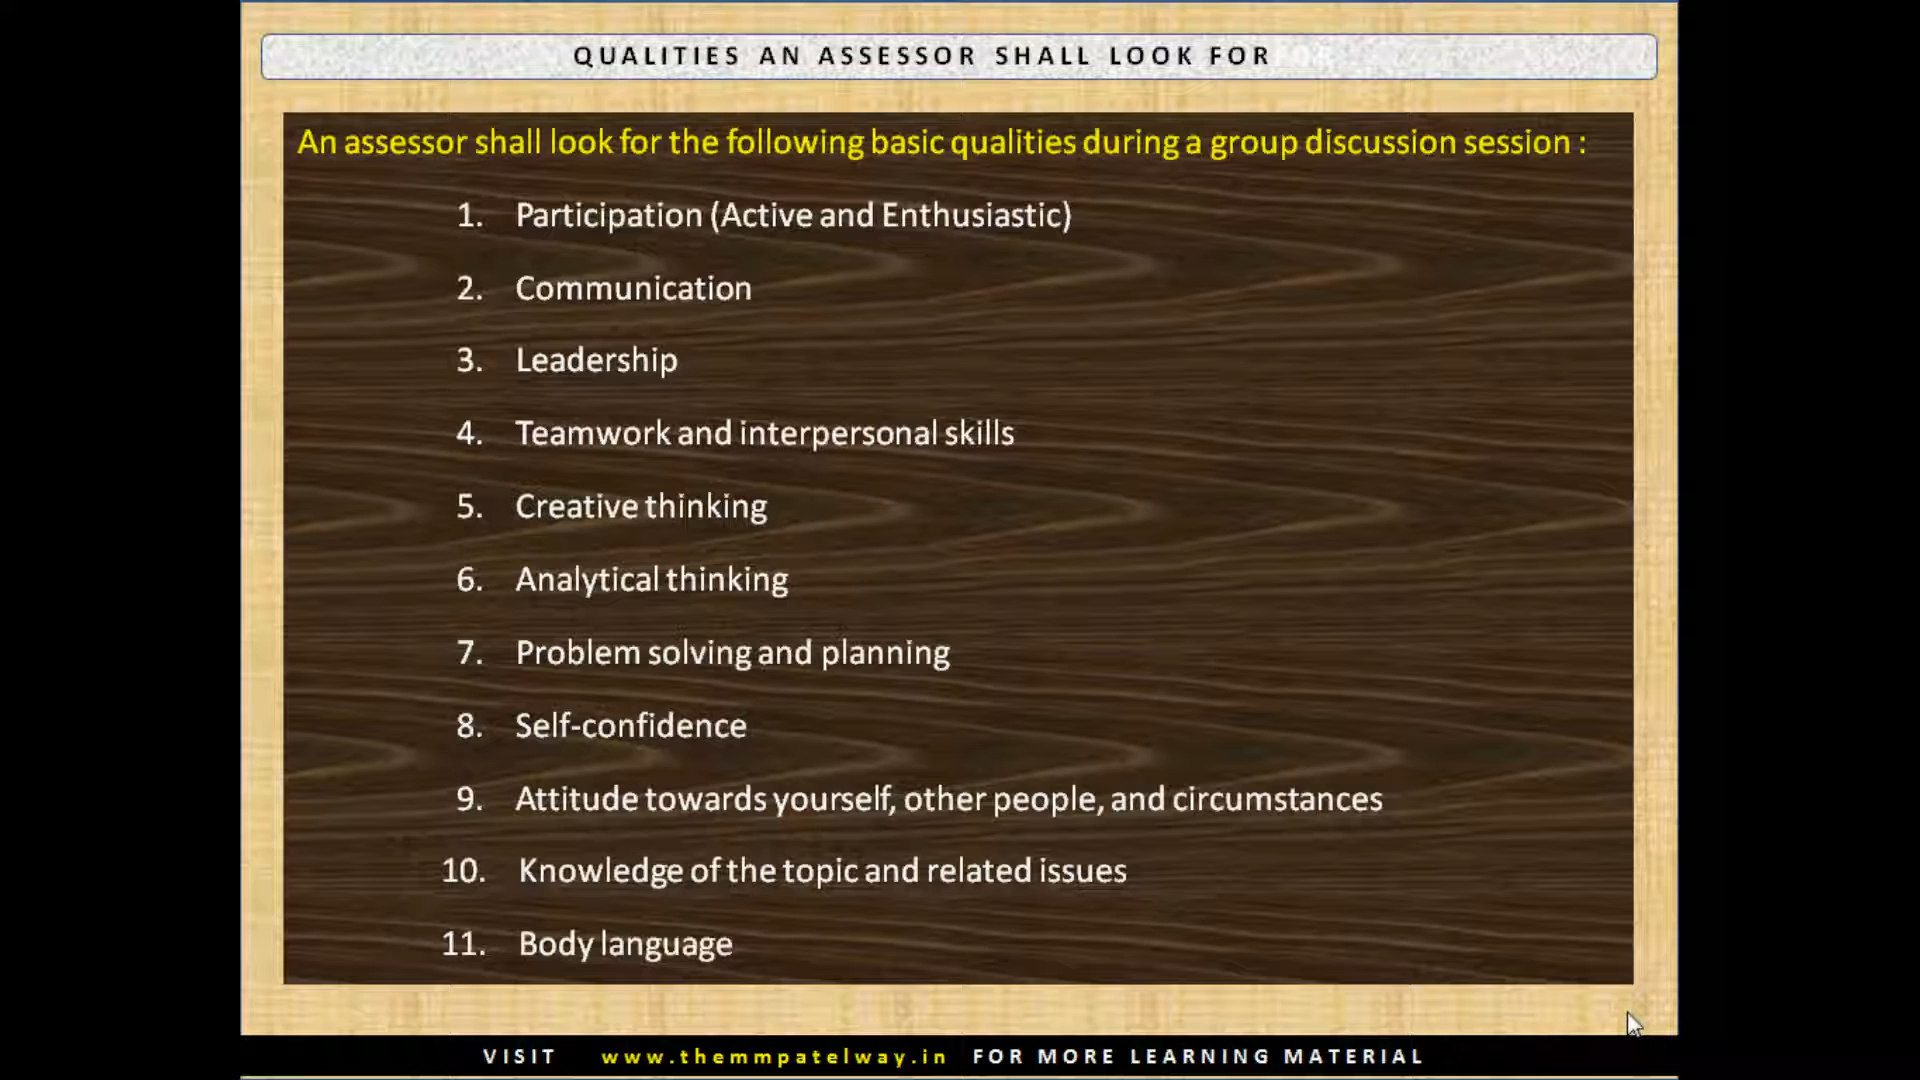 QUALITIES AN ASSESSOR SHALL LOOK FOR
An assessor shall look for the following basic qualities during a group discussion session :
1. Participation (Active and Enthusiastic)
2. Communication
3. Leadership
4. Teamwork and interpersonal skills
5. Creative thinking
6. Analytical thinking
7. Problem solving and planning
8. Self-confidence
9. Attitude towards yourself, other people, and circumstances
10. Knowledge of the topic and related issues
11. Body language
VISIT www.themmpatelway.in FOR MORE LEARNING MATERIAL